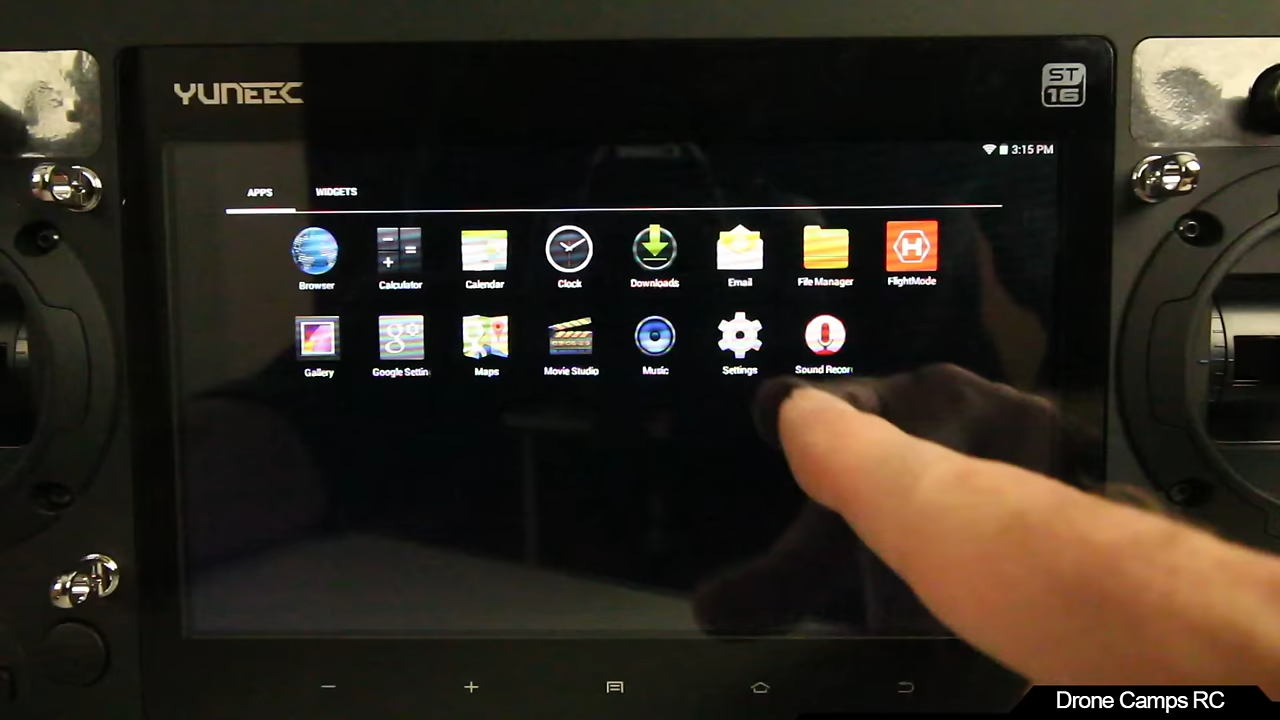 YUNEEC
ST
16
3:15 PM
APPS WIDGETS
Browser Calculator Calendar Clock Downloads Email File Manager FlightMode
Gallery Google Settin Maps Movie Studio Music Settings Sound Recor
Drone Camps RC